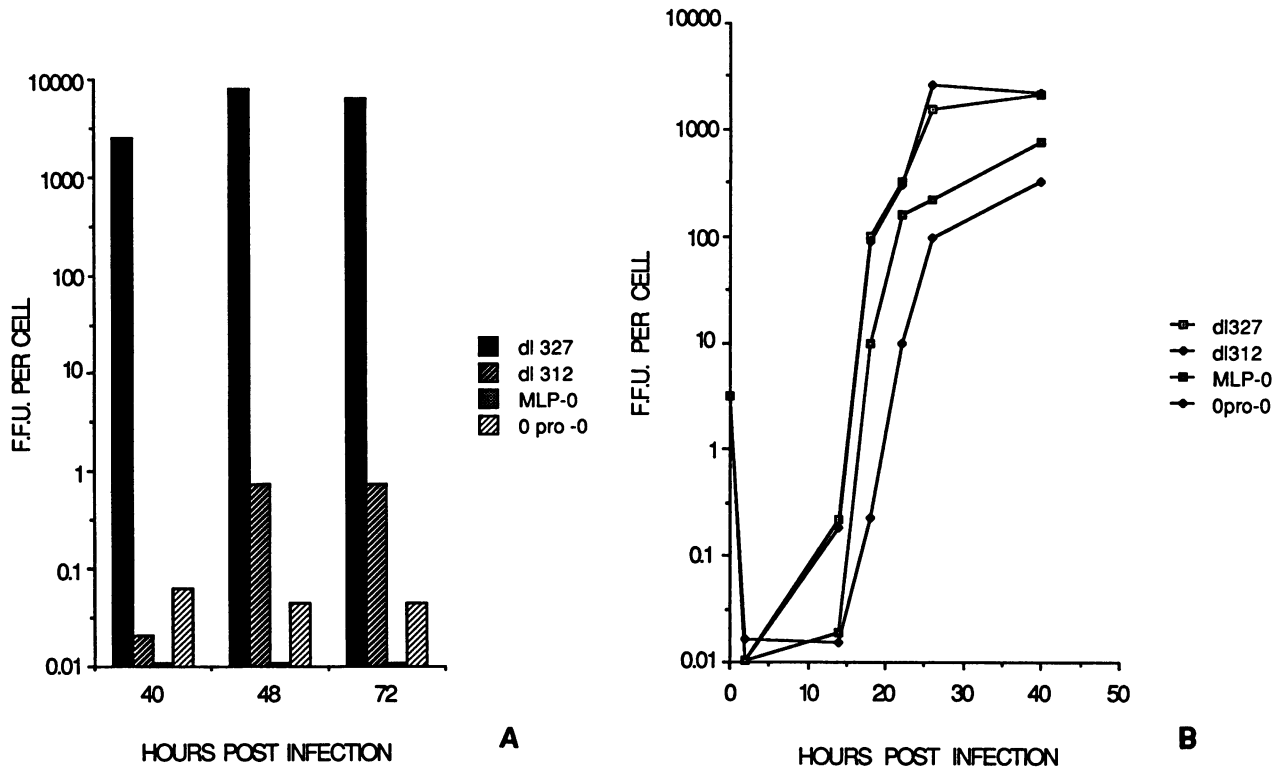 10000
1000
100
10
1
0.1
0.01
F.F.U. PER CELL
40 48 72
HOURS POST INFECTION
A
dl 327
dl 312
MLP-0
0 pro -0
10000
1000
100
10
1
0.1
0.01
F.F.U. PER CELL
0 10 20 30 40 50
HOURS POST INFECTION
B
dl327
dl312
MLP-0
0pro-0